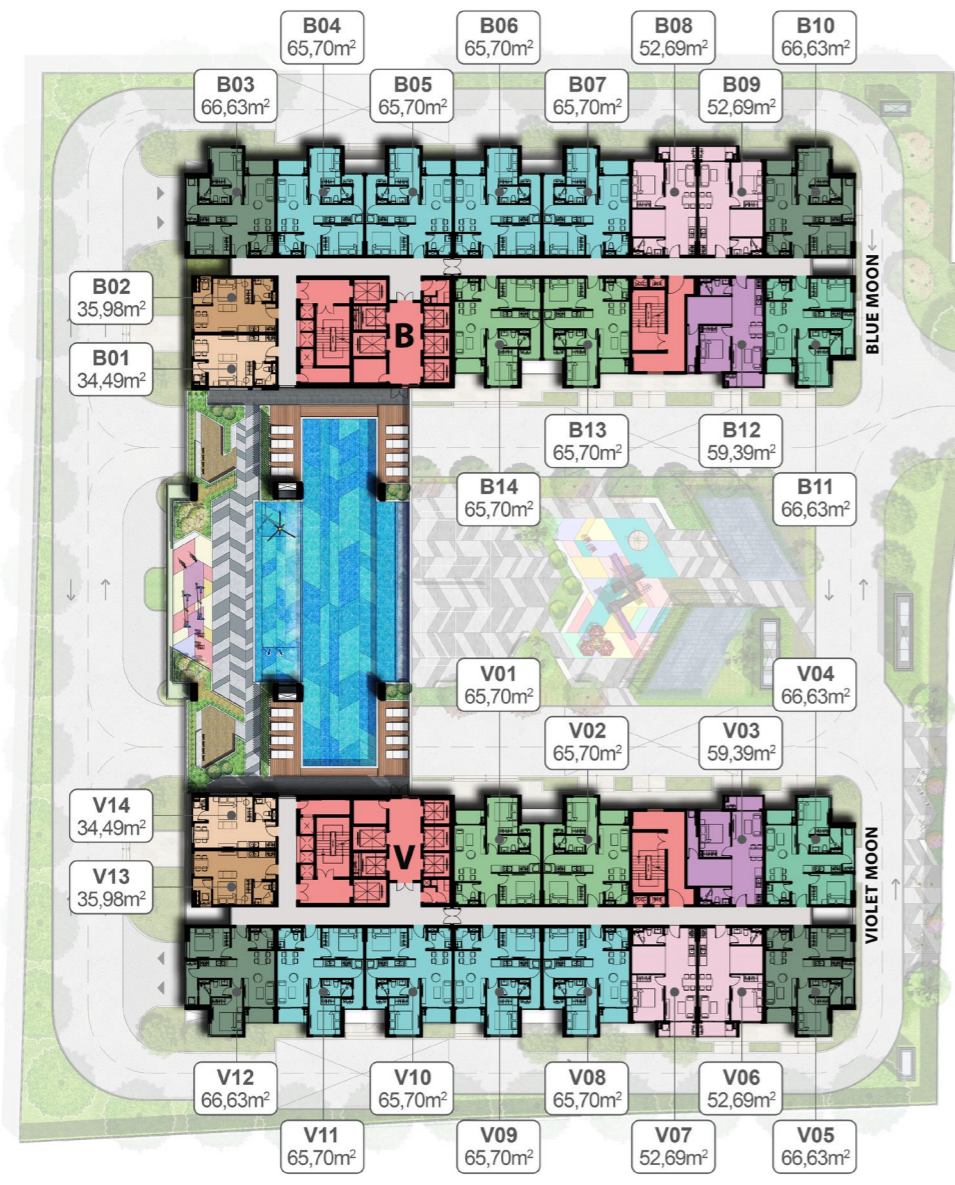 B04
65,70m²
B06
65,70m²
B08
52,69m²
B10
66,63m²
B03
66,63m²
B05
65,70m²
B07
65,70m²
B09
52,69m²
B02
35,98m²
B01
34,49m²
B
BLUE MOON
B13
65,70m²
B12
59,39m²
B14
65,70m²
B11
66,63m²
V01
65,70m²
V04
66,63m²
V02
65,70m²
V03
59,39m²
V14
34,49m²
V13
35,98m²
V
VIOLET MOON
V12
66,63m²
V10
65,70m²
V08
65,70m²
V06
52,69m²
V11
65,70m²
V09
65,70m²
V07
52,69m²
V05
66,63m²